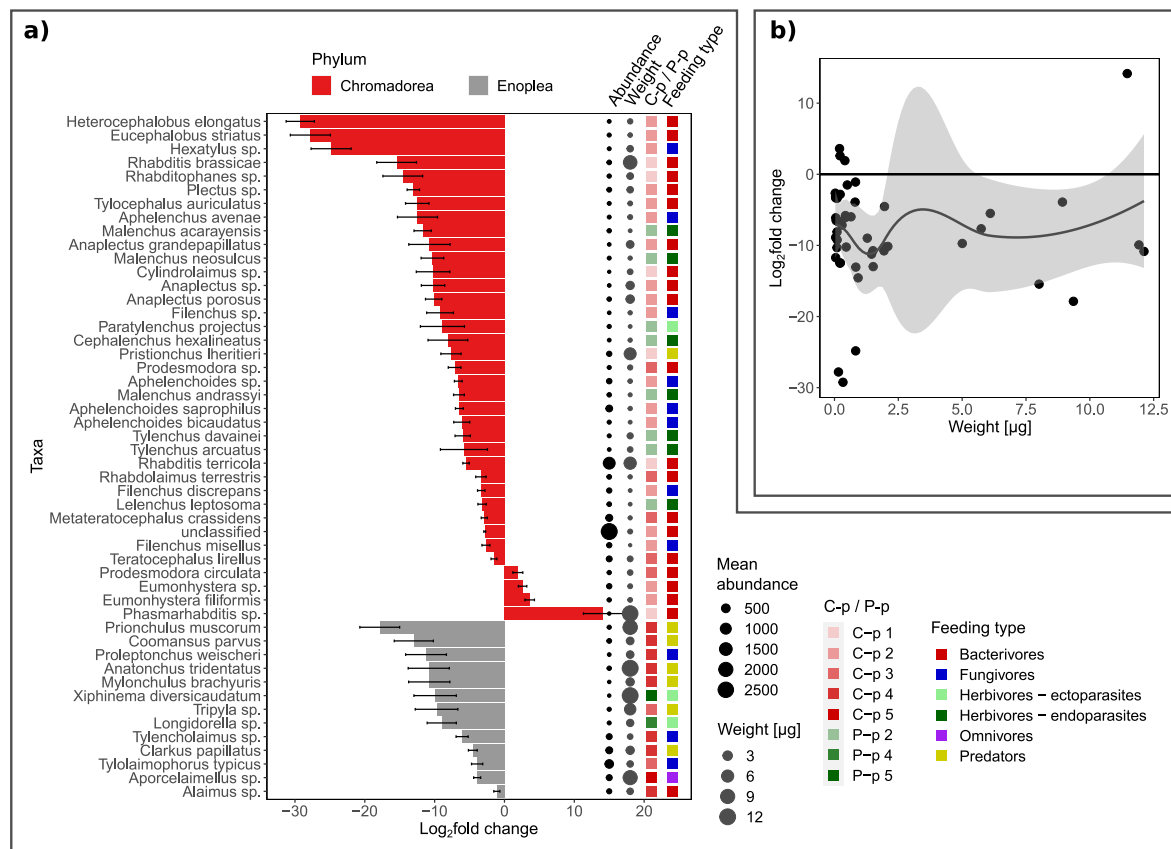 a)
Phylum
Chromadorea
Enoplea
Abundance
Weight
C-p / P-p
Feeding type
Taxa
Heterocephalobus elongatus
Eucephalobus striatus
Hexatylus sp.
Rhabditis brassicae
Rhabditophanes sp.
Plectus sp.
Tylocephalus auriculatus
Aphelenchus avenae
Malenchus acarayensis
Anaplectus grandepapillatus
Malenchus neosulcus
Cylindrolaimus sp.
Anaplectus sp.
Anaplectus porosus
Filenchus sp.
Paratylenchus projectus
Cephalenchus hexalineatus
Pristionchus lheritieri
Prodesmodora sp.
Aphelenchoides sp.
Malenchus andrassyi
Aphelenchoides saprophilus
Aphelenchoides bicaudatus
Tylenchus davainei
Tylenchus arcuatus
Rhabditis terricola
Rhabdolaimus terrestris
Filenchus discrepans
Lelenchus leptosoma
Metateratocephalus crassidens
unclassified
Filenchus misellus
Teratocephalus lirellus
Prodesmodora circulata
Eumonhystera sp.
Eumonhystera filiformis
Phasmarhabditis sp.
Prionchulus muscorum
Coomansus parvus
Proleptonchus weischeri
Anatonchus tridentatus
Mylonchulus brachyuris
Xiphinema diversicaudatum
Tripyla sp.
Longidorella sp.
Tylencholaimus sp.
Clarkus papillatus
Tylolaimophorus typicus
Aporcelaimellus sp.
Alaimus sp.
−30 −20 −10 0 10 20
Log2fold change
b)
Log2fold change
10
0
−10
−20
−30
0.0 2.5 5.0 7.5 10.0 12.5
Weight [µg]
Mean
abundance
500
1000
1500
2000
2500
Weight [µg]
3
6
9
12
C−p / P−p
C−p 1
C−p 2
C−p 3
C−p 4
C−p 5
P−p 2
P−p 4
P−p 5
Feeding type
Bacterivores
Fungivores
Herbivores − ectoparasites
Herbivores − endoparasites
Omnivores
Predators